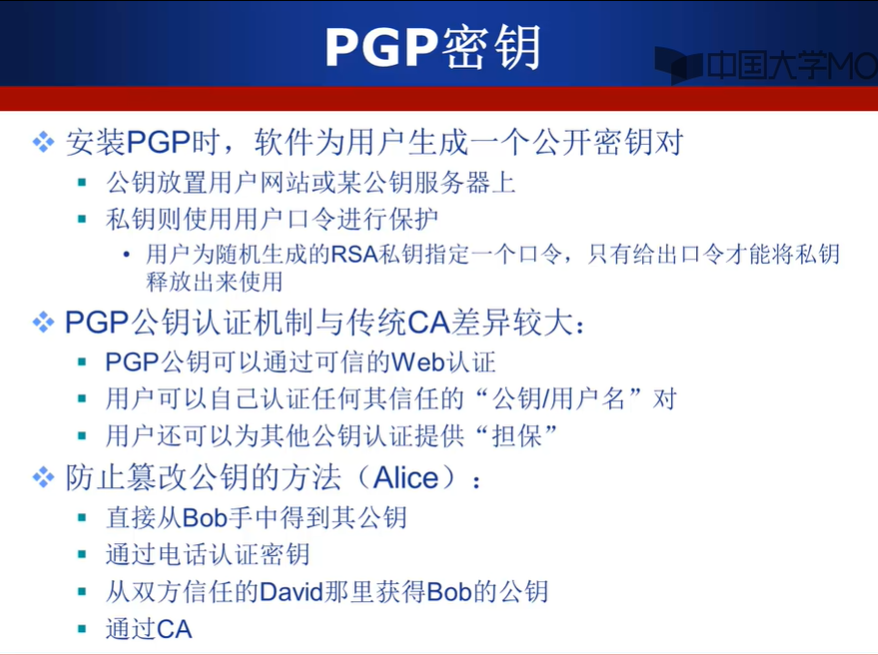 PGP密钥
中国大学MO
安装PGP时，软件为用户生成一个公开密钥对
公钥放置用户网站或某公钥服务器上
私钥则使用用户口令进行保护
用户为随机生成的RSA私钥指定一个口令，只有给出口令才能将私钥
释放出来使用
PGP公钥认证机制与传统CA差异较大：
PGP公钥可以通过可信的Web认证
用户可以自己认证任何其信任的“公钥/用户名”对
用户还可以为其他公钥认证提供“担保”
防止篡改公钥的方法（Alice）：
直接从Bob手中得到其公钥
通过电话认证密钥
从双方信任的David那里获得Bob的公钥
通过CA